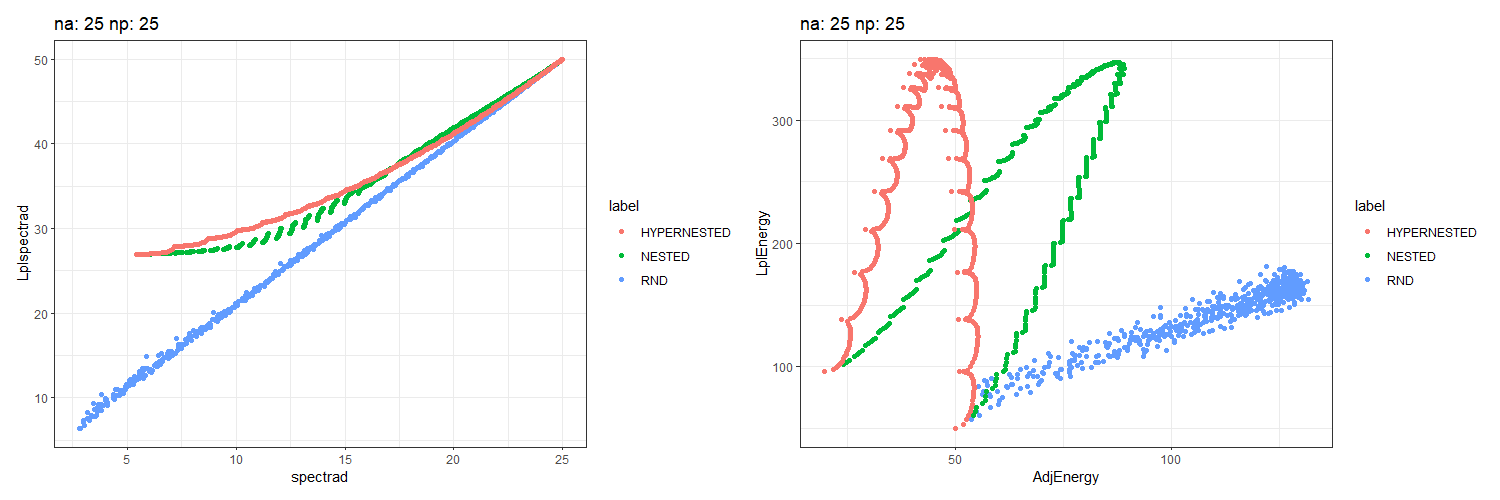 na: 25 np: 25
Lplspectrad
50
40
30
20
10
5
10
15
20
25
spectrad
label
HYPERNESTED
NESTED
RND
na: 25 np: 25
LplEnergy
300
200
100
50
100
AdjEnergy
label
HYPERNESTED
NESTED
RND